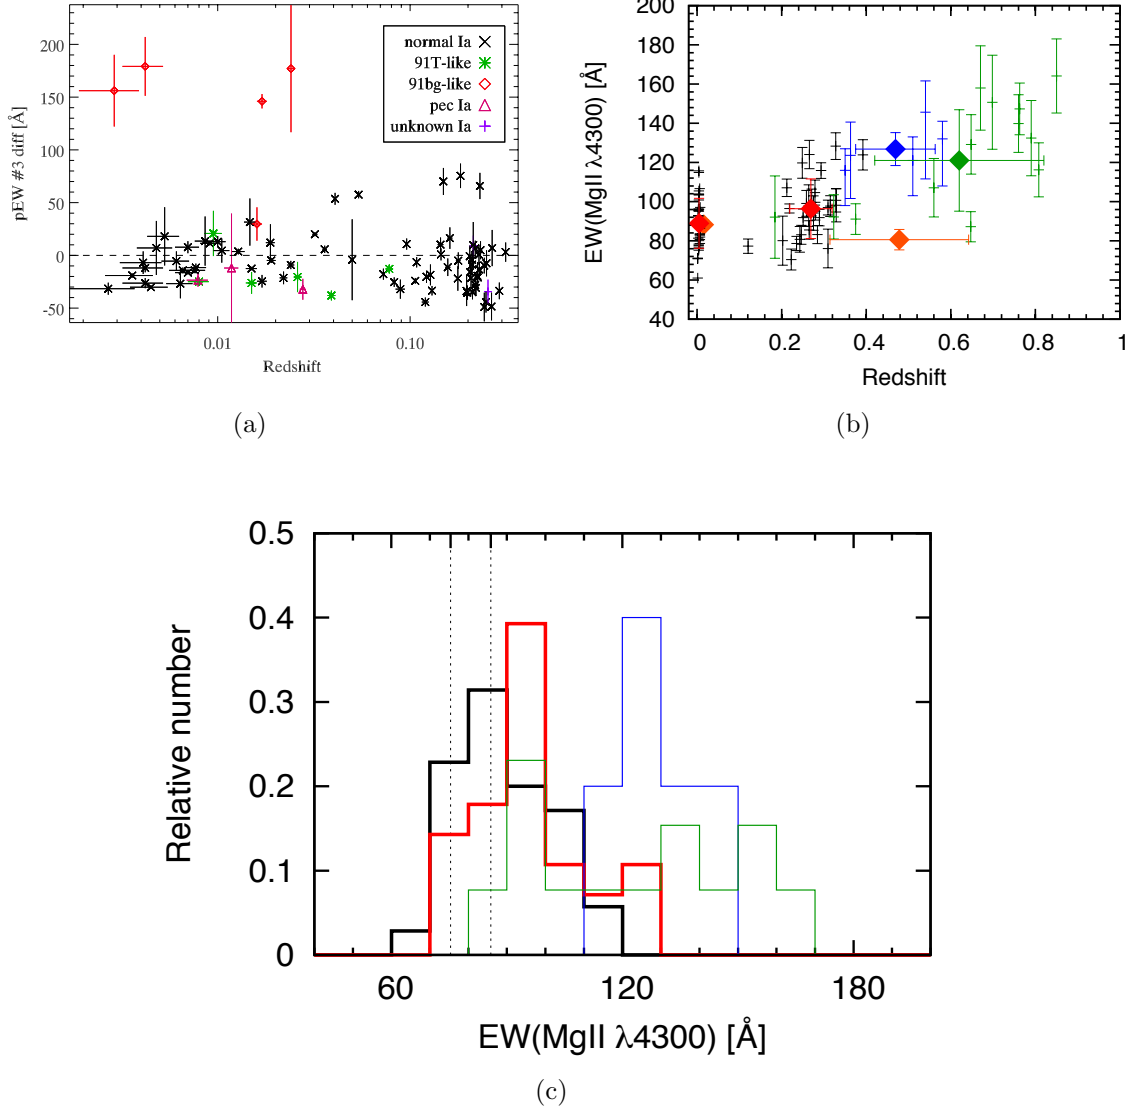 200
150
100
50
0
-50
pEW #3 diff [Å]
normal Ia
91T-like
91bg-like
pec Ia
unknown Ia
0.01
0.10
Redshift
(a)
200
180
160
140
120
100
80
60
40
EW(MgII λ4300) [Å]
0
0.2
0.4
0.6
0.8
1
Redshift
(b)
0.5
0.4
0.3
0.2
0.1
0
Relative number
60
120
180
EW(MgII λ4300) [Å]
(c)